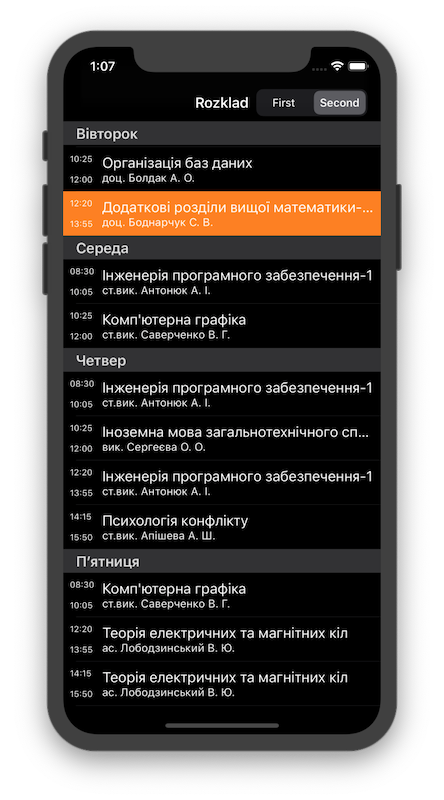 1:07
Rozklad First Second
Вівторок
10:25 Організація баз даних
12:00 доц. Болдак А. О.
12:20 Додаткові розділи вищої математики-...
13:55 доц. Боднарчук С. В.
Середа
08:30 Інженерія програмного забезпечення-1
10:05 ст.вик. Антонюк А. І.
10:25 Комп'ютерна графіка
12:00 ст.вик. Саверченко В. Г.
Четвер
08:30 Інженерія програмного забезпечення-1
10:05 ст.вик. Антонюк А. І.
10:25 Іноземна мова загальнотехнічного сп...
12:00 вик. Сергеєва О. О.
12:20 Інженерія програмного забезпечення-1
13:55 ст.вик. Антонюк А. І.
14:15 Психологія конфлікту
15:50 ст.вик. Апішева А. Ш.
П'ятниця
08:30 Комп'ютерна графіка
10:05 ст.вик. Саверченко В. Г.
12:20 Теорія електричних та магнітних кіл
13:55 ас. Лободзинський В. Ю.
14:15 Теорія електричних та магнітних кіл
15:50 ас. Лободзинський В. Ю.